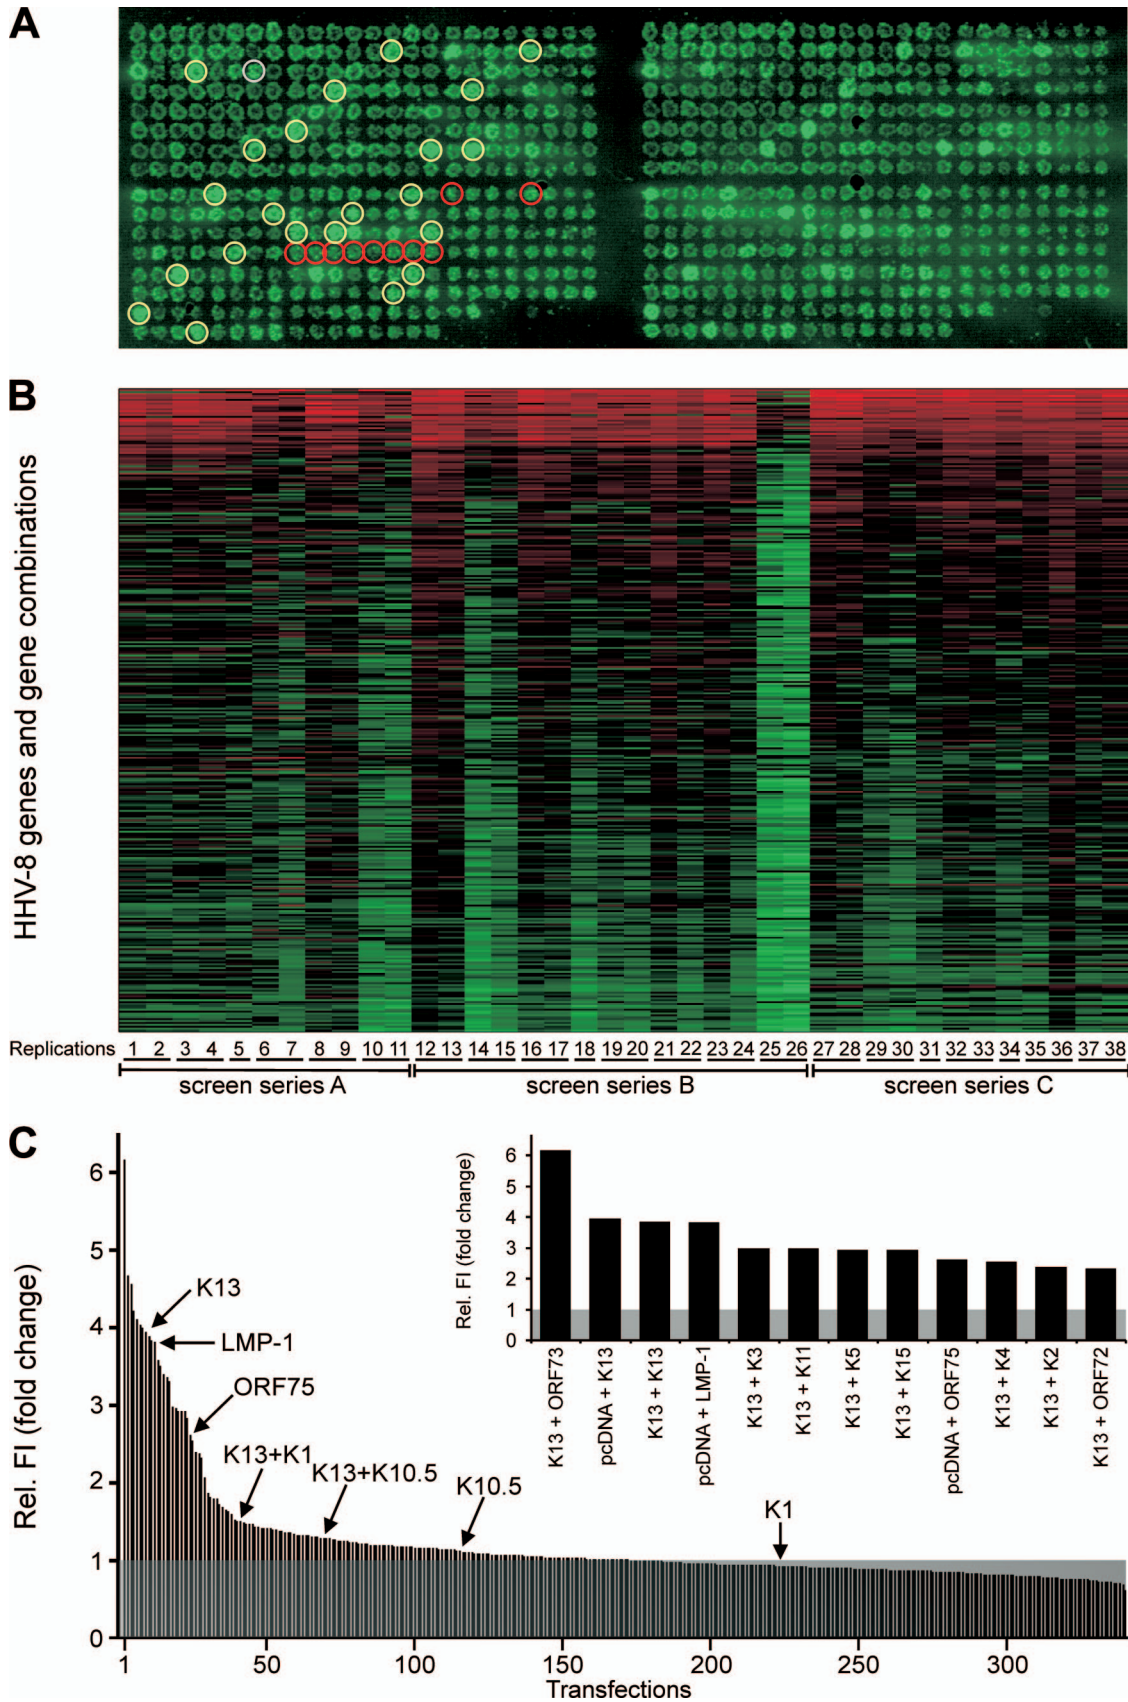 A
B
HHV-8 genes and gene combinations
Replications 1 2 3 4 5 6 7 8 9 10 11 12 13 14 15 16 17 18 19 20 21 22 23 24 25 26 27 28 29 30 31 32 33 34 35 36 37 38
screen series A screen series B screen series C
C
Rel. FI (fold change)
6
5
4
3
2
1
0
K13
LMP-1
ORF75
K13+K1
K13+K10.5
K10.5
K1
1 50 100 150 200 250 300
Transfections
Rel. FI (fold change)
6
5
4
3
2
1
0
K13 + ORF73
pcDNA + K13
K13 + K13
pcDNA + LMP-1
K13 + K3
K13 + K11
K13 + K5
K13 + K15
pcDNA + ORF75
K13 + K4
K13 + K2
K13 + ORF72